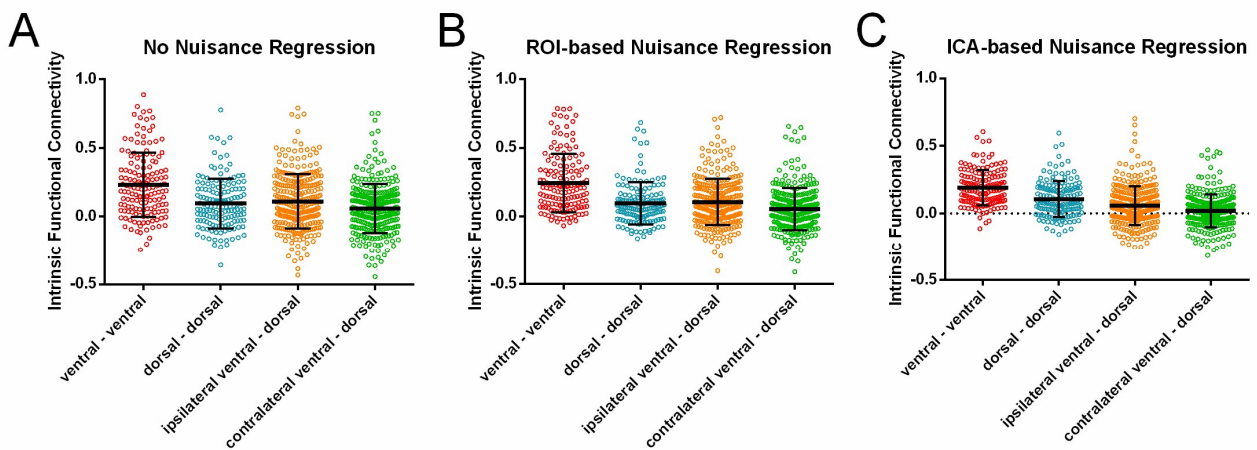 A
No Nuisance Regression
Intrinsic Functional Connectivity
1.0
0.5
0.0
-0.5
ventral - ventral
dorsal - dorsal
ipsilateral ventral - dorsal
contralateral ventral - dorsal
B
ROI-based Nuisance Regression
Intrinsic Functional Connectivity
1.0
0.5
0.0
-0.5
ventral - ventral
dorsal - dorsal
ipsilateral ventral - dorsal
contralateral ventral - dorsal
C
ICA-based Nuisance Regression
Intrinsic Functional Connectivity
1.0
0.5
0.0
-0.5
ventral - ventral
dorsal - dorsal
ipsilateral ventral - dorsal
contralateral ventral - dorsal